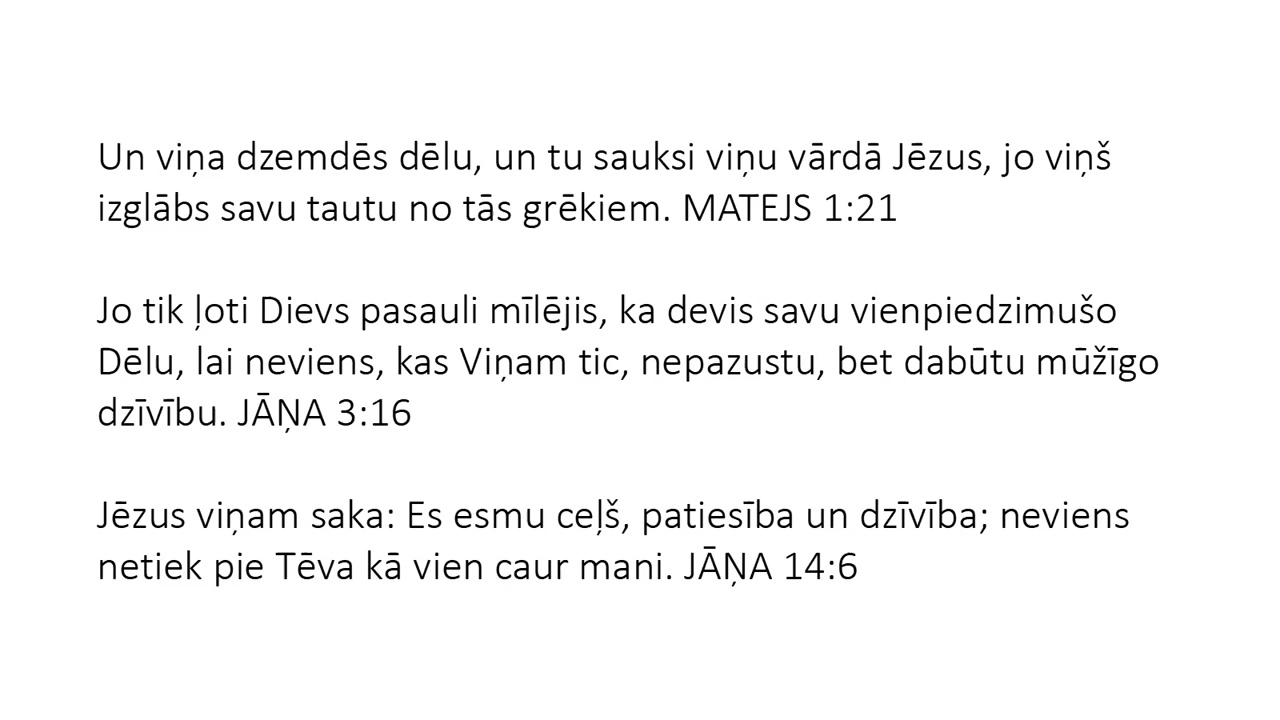 Un viņa dzemdēs dēlu, un tu sauksi viņu vārdā Jēzus, jo viņš
izglābs savu tautu no tās grēkiem. MATEJS 1:21
Jo tik ļoti Dievs pasauli mīlējis, ka devis savu vienpiedzimušo
Dēlu, lai neviens, kas Viņam tic, nepazustu, bet dabūtu mūžīgo
dzīvību. JĀŅA 3:16
Jēzus viņam saka: Es esmu ceļš, patiesība un dzīvība; neviens
netiek pie Tēva kā vien caur mani. JĀŅA 14:6